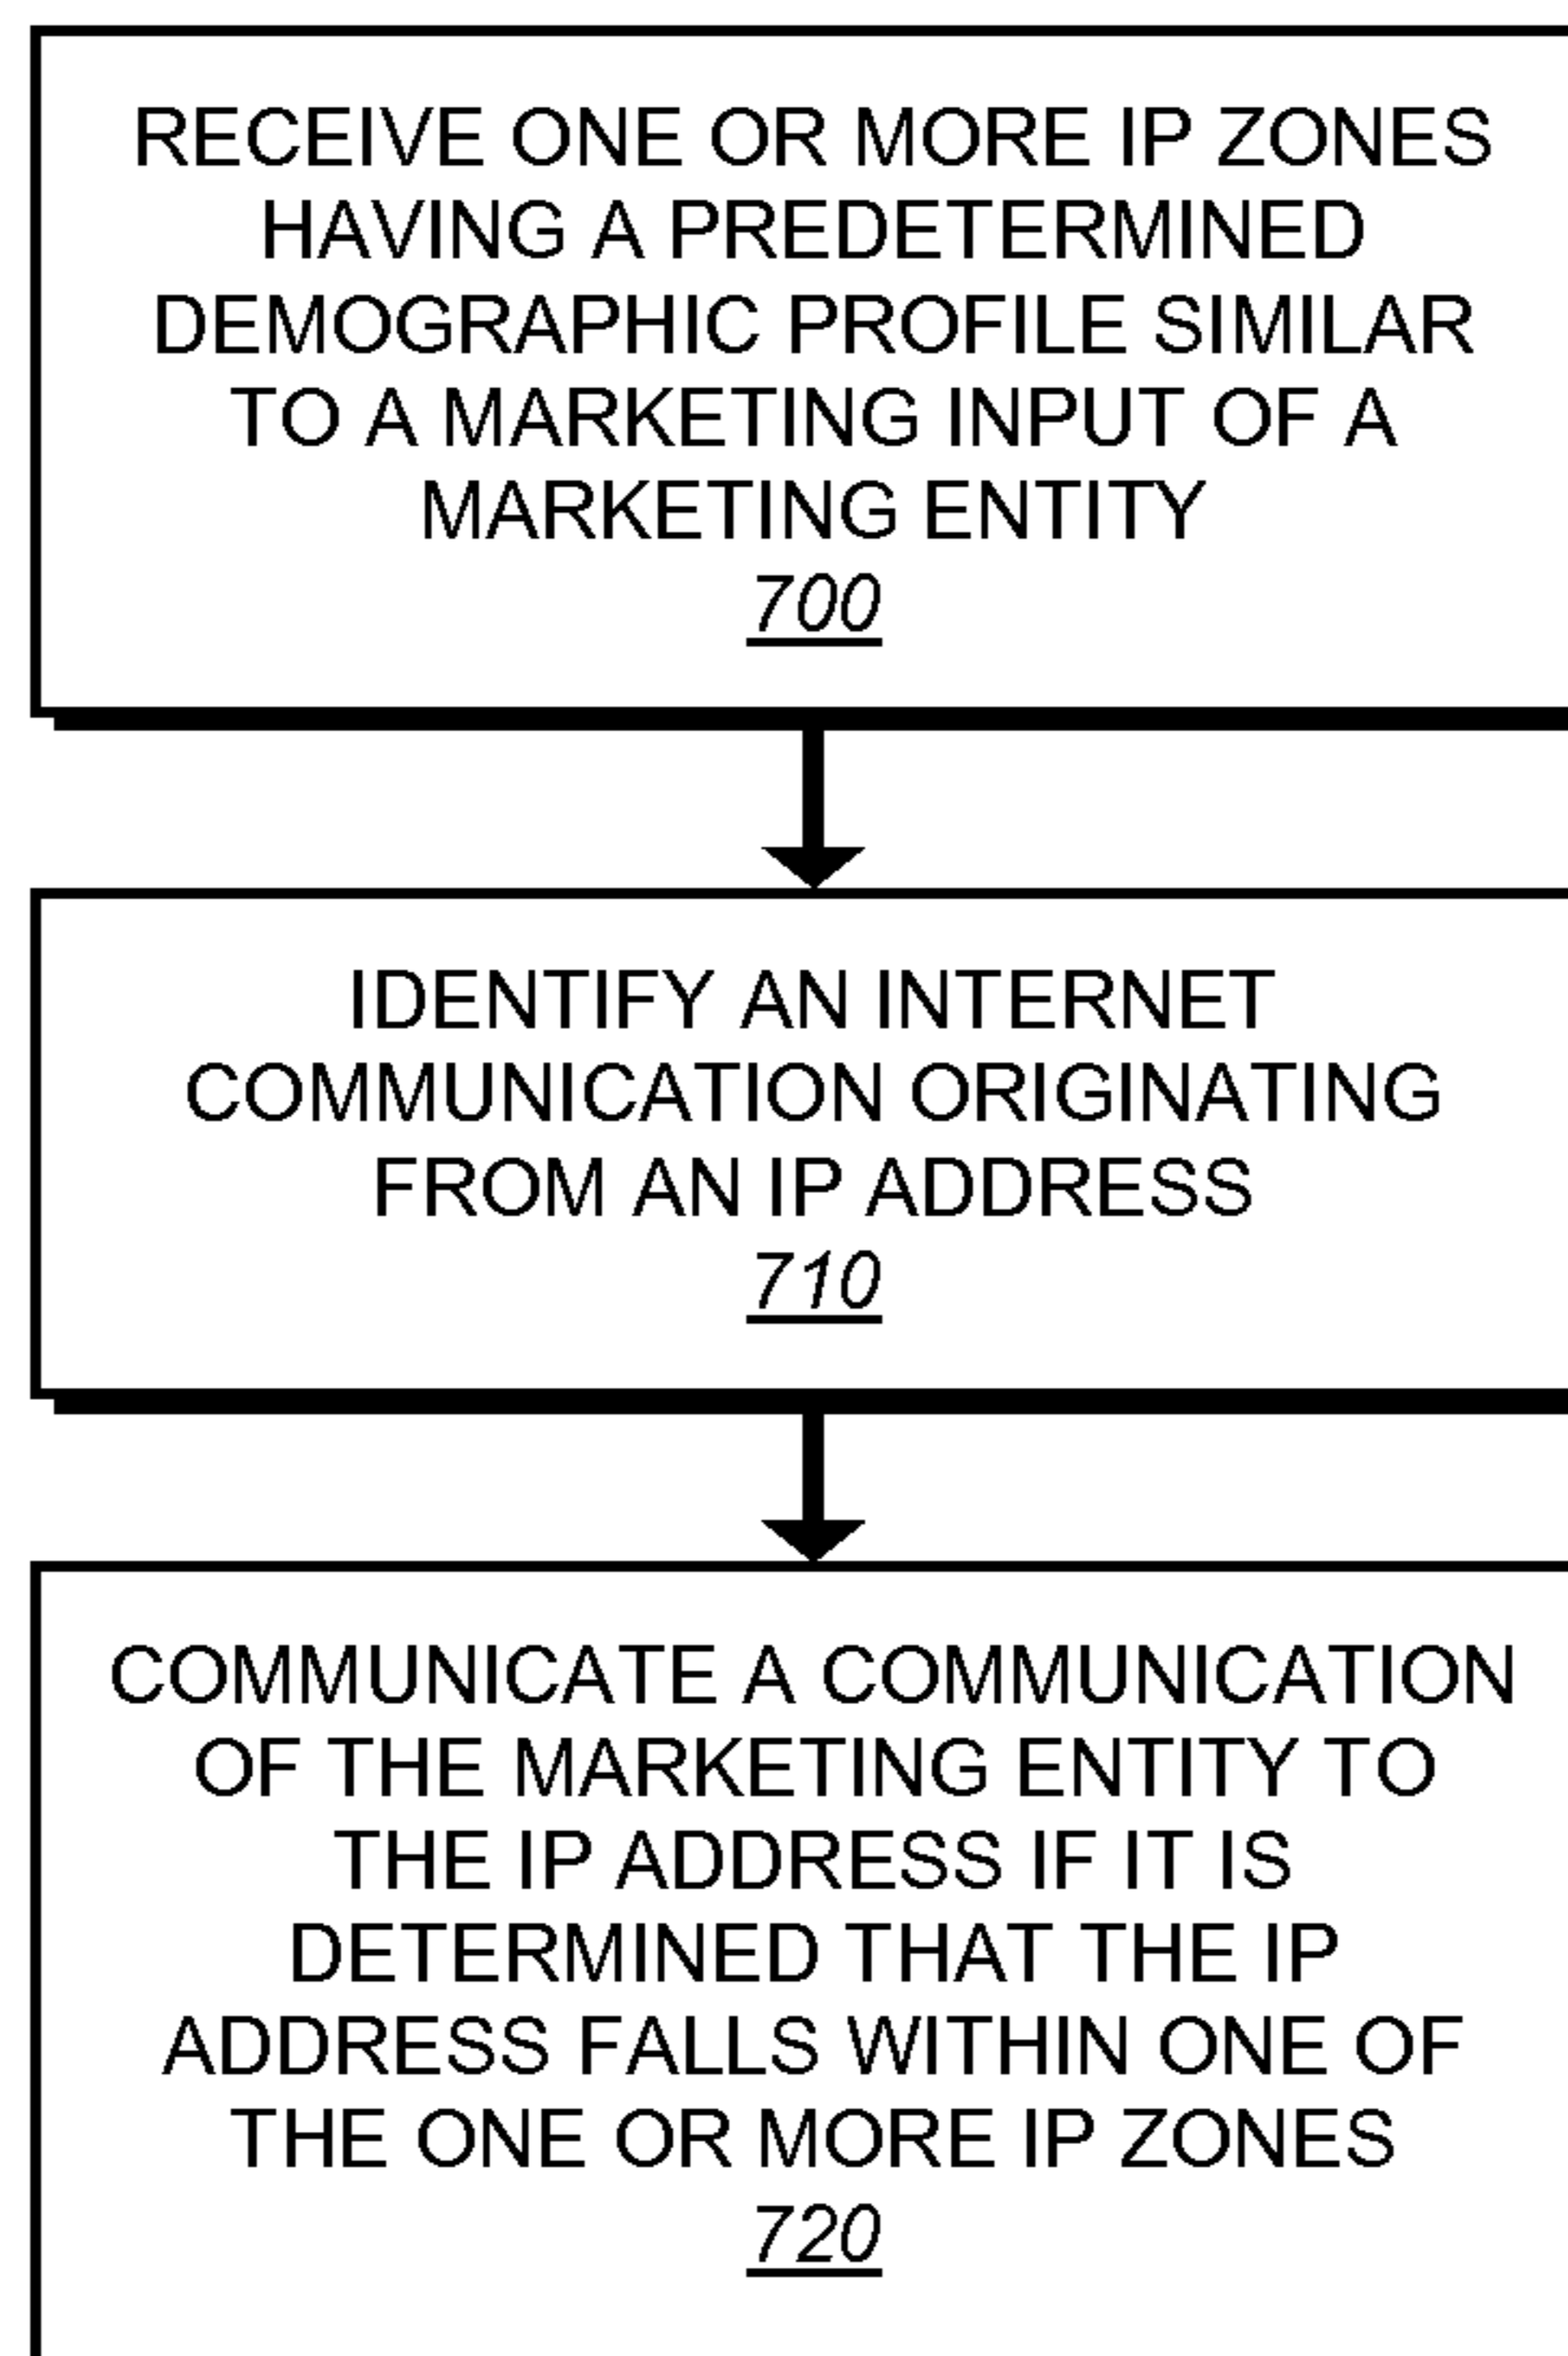 RECEIVE ONE OR MORE IP ZONES
HAVING A PREDETERMINED
DEMOGRAPHIC PROFILE SIMILAR
TO A MARKETING INPUT OF A
MARKETING ENTITY
700
IDENTIFY AN INTERNET
COMMUNICATION ORIGINATING
FROM AN IP ADDRESS
710
COMMUNICATE A COMMUNICATION
OF THE MARKETING ENTITY TO
THE IP ADDRESS IF IT IS
DETERMINED THAT THE IP
ADDRESS FALLS WITHIN ONE OF
THE ONE OR MORE IP ZONES
720